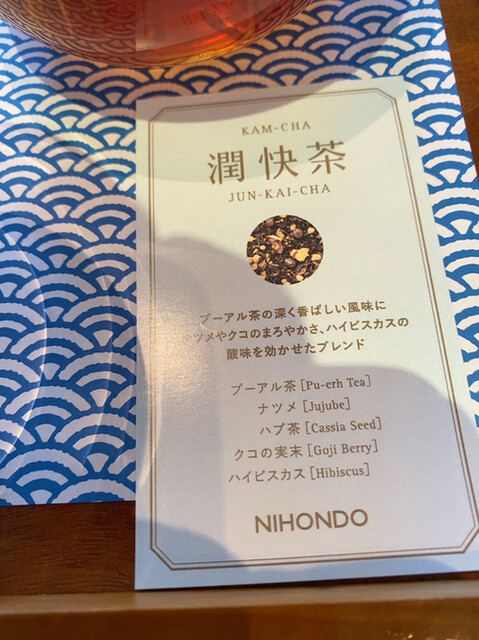 KAM-CHA
潤快茶
JUN-KAI-CHA
プーアル茶の深く香ばしい風味に
ナツメやクコのまろやかさ、ハイビスカスの
酸味を効かせたブレンド
プーアル茶［Pu-erh Tea］
ナツメ［Jujube］
ハブ茶［Cassia Seed］
クコの実末［Goji Berry］
ハイビスカス［Hibiscus］
NIHONDO